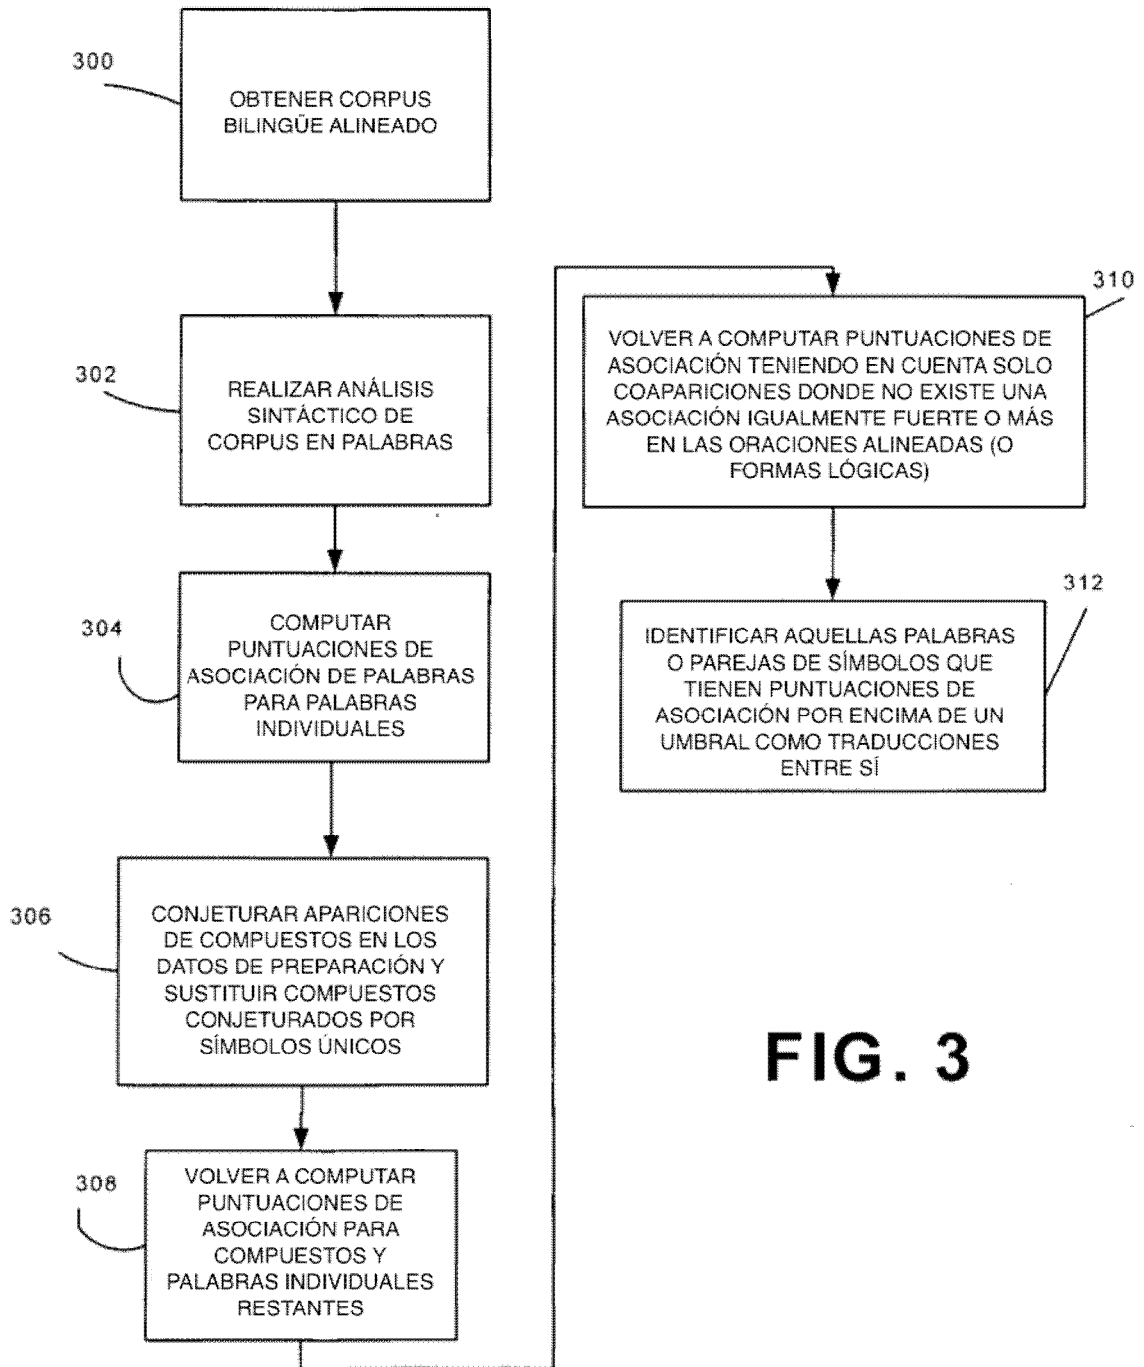 300
OBTENER CORPUS
BILINGÜE ALINEADO
302
REALIZAR ANÁLISIS
SINTÁCTICO DE
CORPUS EN PALABRAS
304
COMPUTAR
PUNTUACIONES DE
ASOCIACIÓN DE PALABRAS
PARA PALABRAS
INDIVIDUALES
306
CONJETURAR APARICIONES
DE COMPUESTOS EN LOS
DATOS DE PREPARACIÓN Y
SUSTITUIR COMPUESTOS
CONJETURADOS POR
SÍMBOLOS ÚNICOS
308
VOLVER A COMPUTAR
PUNTUACIONES DE
ASOCIACIÓN PARA
COMPUESTOS Y
PALABRAS INDIVIDUALES
RESTANTES
310
VOLVER A COMPUTAR PUNTUACIONES DE
ASOCIACIÓN TENIENDO EN CUENTA SOLO
COAPARICIONES DONDE NO EXISTE UNA
ASOCIACIÓN IGUALMENTE FUERTE O MÁS
EN LAS ORACIONES ALINEADAS (O
FORMAS LÓGICAS)
312
IDENTIFICAR AQUELLAS PALABRAS
O PAREJAS DE SÍMBOLOS QUE
TIENEN PUNTUACIONES DE
ASOCIACIÓN POR ENCIMA DE UN
UMBRAL COMO TRADUCCIONES
ENTRE SÍ
FIG. 3